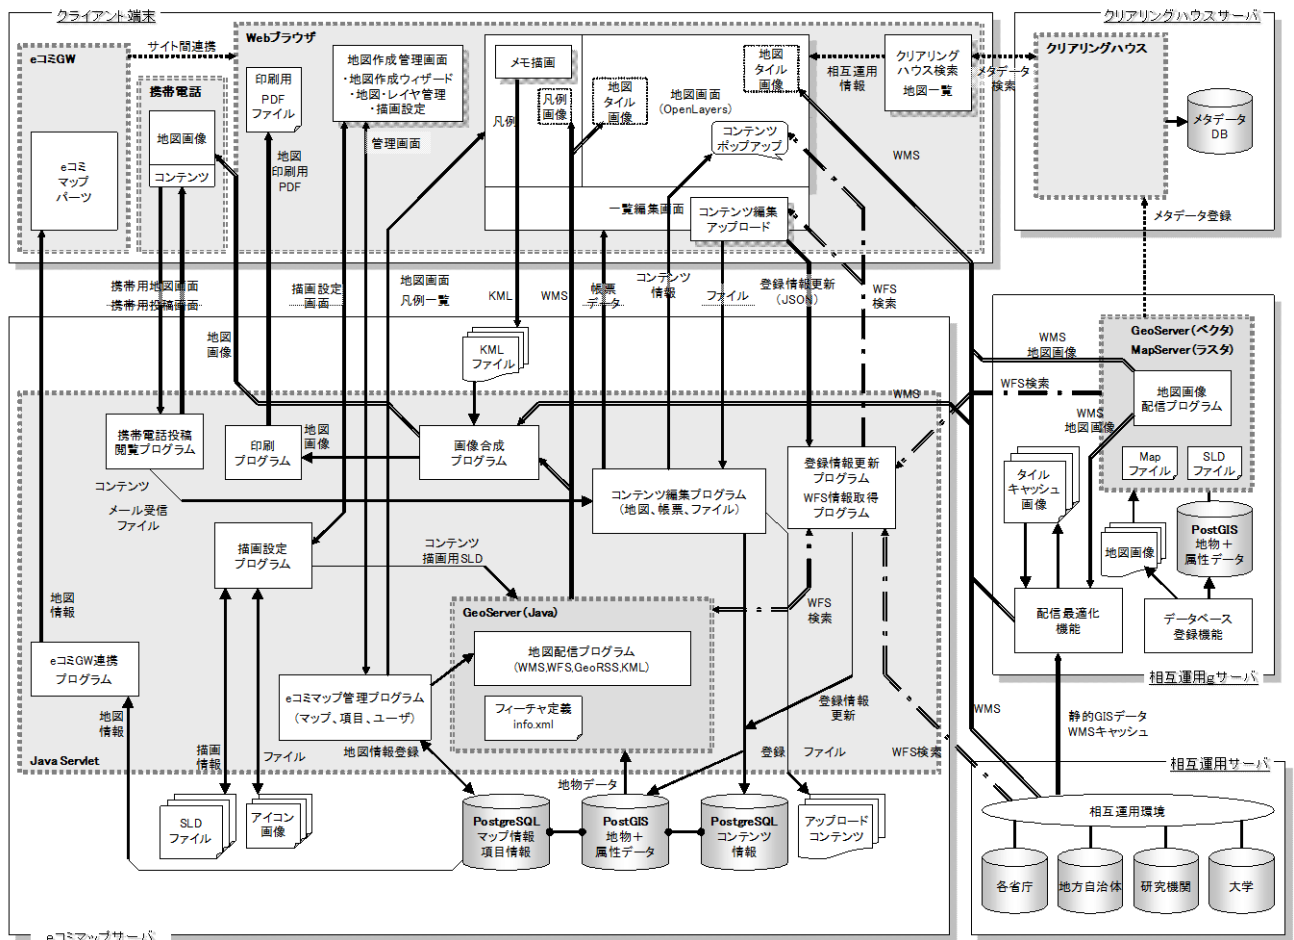 クライアント端末
eコミGW
サイト間連携
携帯電話
地図画像
コンテンツ
eコミ
マップ
パーツ
Webブラウザ
印刷用
PDF
ファイル
地図作成管理画面
・地図作成ウィザード
・地図・レイヤ管理
・描画設定
管理画面
地図
印刷用
PDF
メモ描画
凡例
凡例
画像
地図
タイル
画像
地図画面
(OpenLayers)
地図
タイル
画像
コンテンツ
ポップアップ
相互運用
情報
クリアリング
ハウス検索
地図一覧
WMS
一覧編集画面
コンテンツ編集
アップロード
クリアリングハウスサーバ
クリアリングハウス
メタデータ
検索
メタデータ
DB
メタデータ登録
携帯用地図画面
携帯用投稿画面
描画設定
画面
地図画面
凡例一覧
KML
WMS
帳票
データ
コンテンツ
情報
ファイル
登録情報更新
(JSON)
WFS
検索
地図
画像
KML
ファイル
WMS
携帯電話投稿
閲覧プログラム
印刷
プログラム
地図
画像
画像合成
プログラム
コンテンツ
メール受信
ファイル
コンテンツ編集プログラム
(地図、帳票、ファイル)
登録情報更新
プログラム
WFS情報取得
プログラム
描画設定
プログラム
コンテンツ
描画用SLD
GeoServer(Java)
地図配信プログラム
(WMS,WFS,GeoRSS,KML)
フィーチャ定義
info.xml
WFS
検索
地図
情報
eコミGW連携
プログラム
eコミマップ管理プログラム
(マップ、項目、ユーザ)
地図
情報
描画
情報
ファイル
地図情報登録
地物データ
登録情報
更新
登録
ファイル
WFS検索
Java Servlet
SLD
ファイル
アイコン
画像
PostgreSQL
マップ情報
項目情報
PostGIS
地物＋
属性データ
PostgreSQL
コンテンツ
情報
アップロード
コンテンツ
eコミマップサーバ
GeoServer(ベクタ)
MapServer(ラスタ)
WMS
地図画像
WFS検索
地図画像
配信プログラム
WMS
地図画像
Map
ファイル
SLD
ファイル
タイル
キャッシュ
画像
地図画像
PostGIS
地物＋
属性データ
配信最適化
機能
データベース
登録機能
相互運用gサーバ
WMS
静的GISデータ
WMSキャッシュ
相互運用サーバ
相互運用環境
各省庁
地方自治体
研究機関
大学